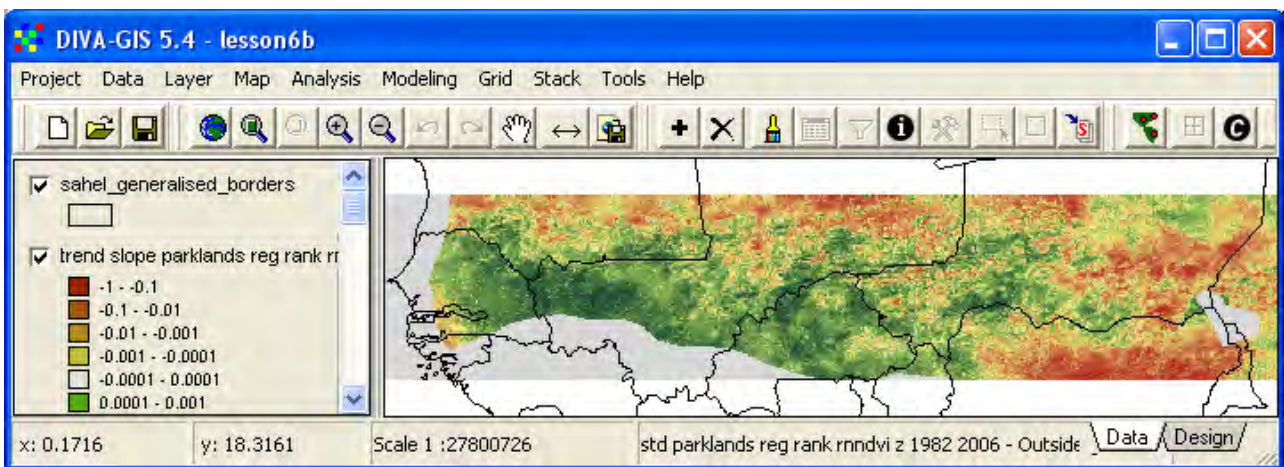 DIVA-GIS 5.4 - lesson6b
Project Data Layer Map Analysis Modeling Grid Stack Tools Help
S
C
sahel_generalised_borders
trend slope parklands reg rank
-1 - -0.1
-0.1 - -0.01
-0.01 - -0.001
-0.001 - -0.0001
-0.0001 - 0.0001
0.0001 - 0.001
x: 0.1716 y: 18.3161 Scale 1 :27800726 std parklands reg rank rnndvi z 1982 2006 - Outside Data Design